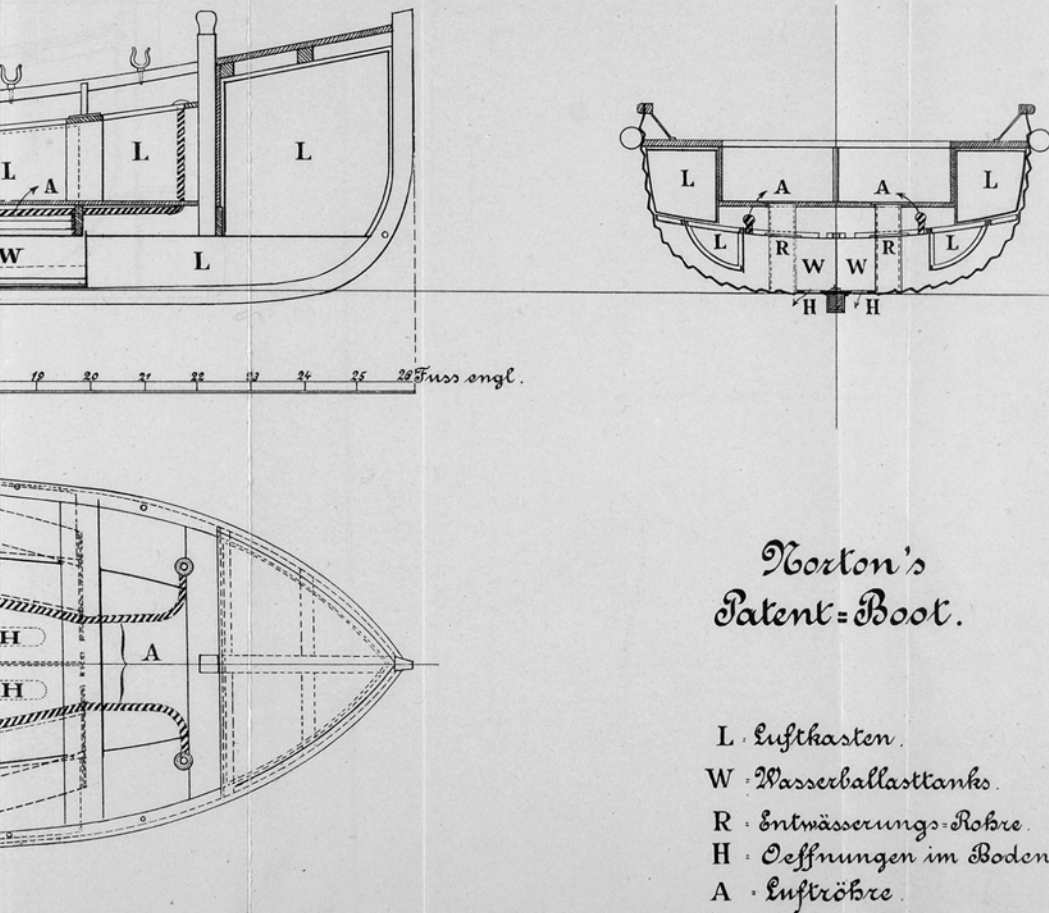 L
L
L
A
W
L
L
A
A
L
L
R
W
W
R
L
H
H
19 20 21 22 23 24 25 28 Fuss engl.
H
A
H
Norton's
Patent=Boot.
L = Luftkasten.
W = Wasserballasttanks.
R = Entwässerungs=Rohre.
H = Oeffnungen im Boden
A = Luftröhre.